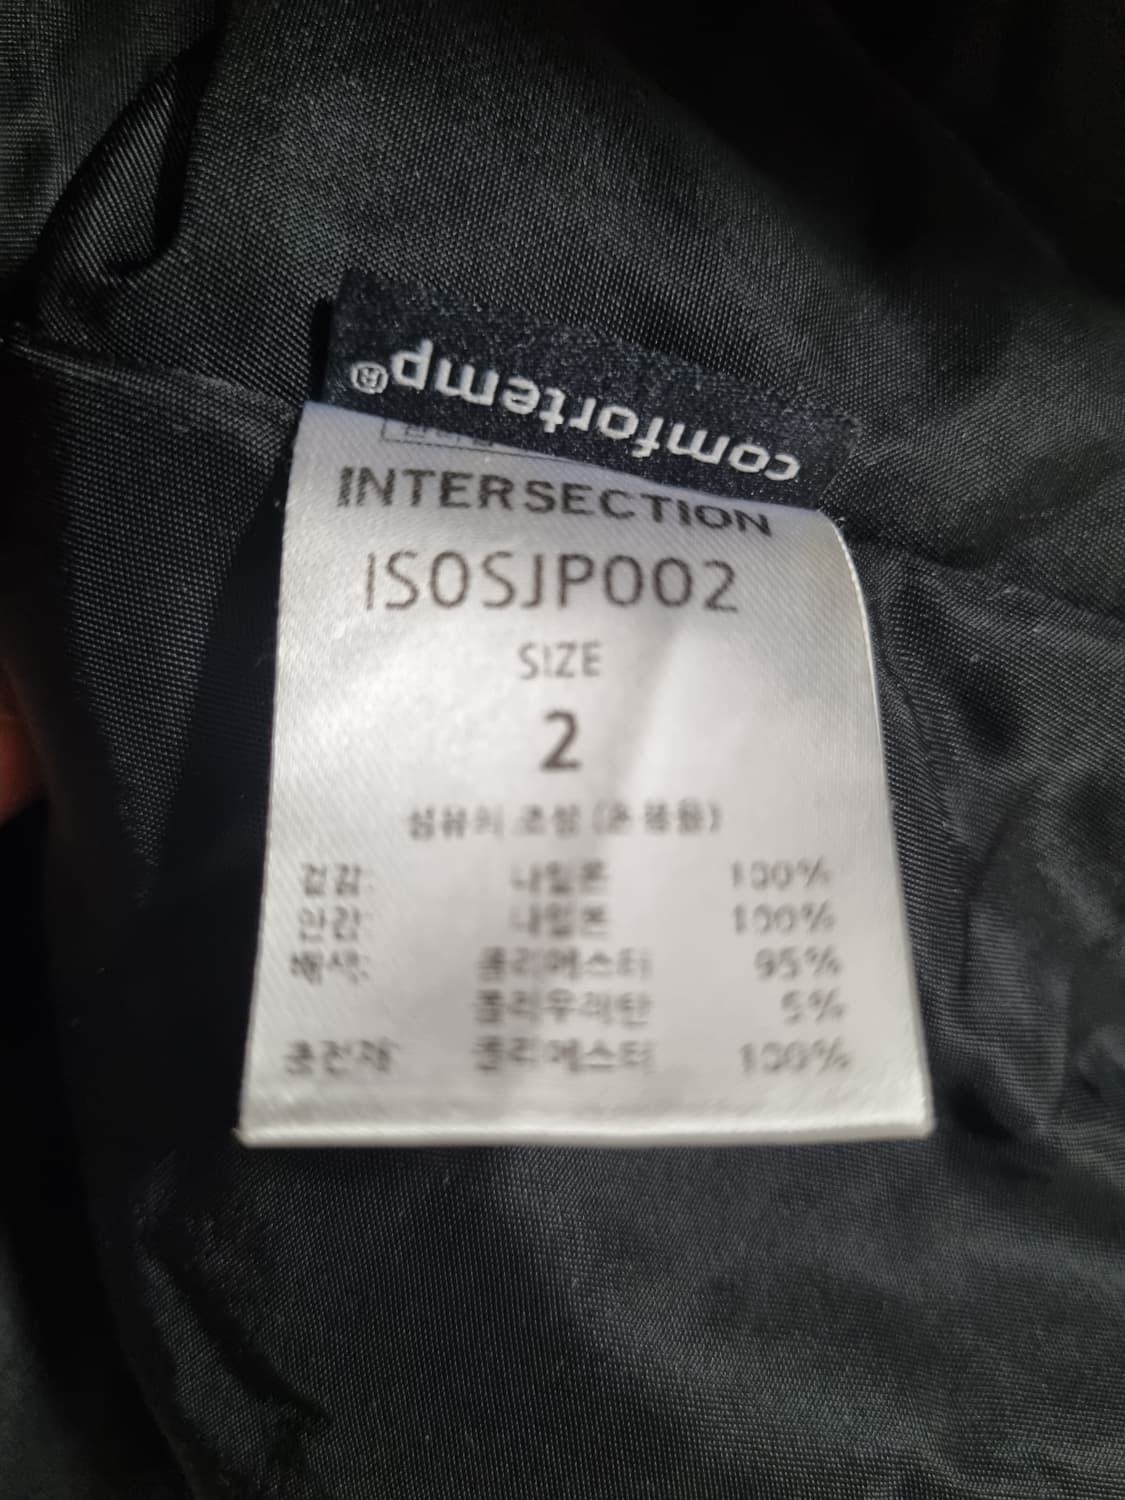 comfortemp®
INTERSECTION
IS0SJP002
SIZE
2
섬유의 조성 (혼용율)
겉감: 나일론 100%
안감: 나일론 100%
배색: 폴리에스터 95%
폴리우레탄 5%
충전재: 폴리에스터 100%